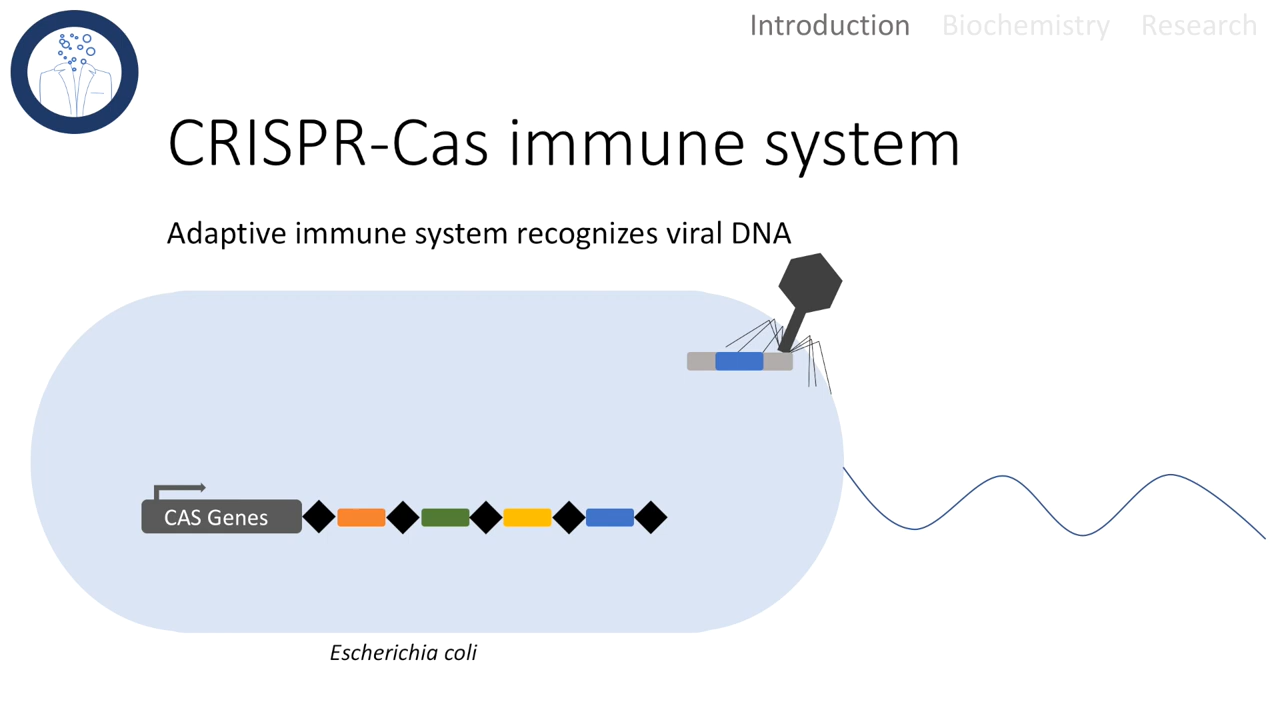 Introduction Biochemistry Research
CRISPR-Cas immune system
Adaptive immune system recognizes viral DNA
CAS Genes
Escherichia coli